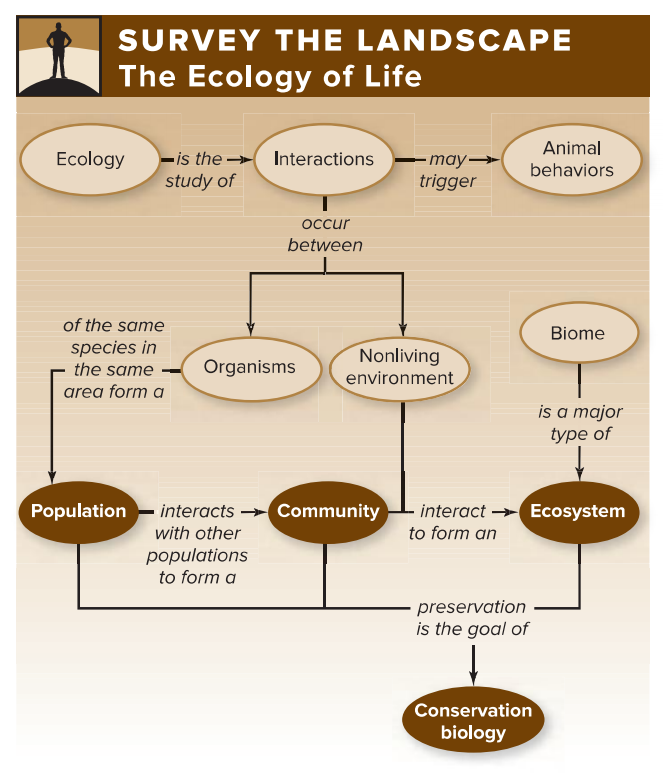 SURVEY THE LANDSCAPE
The Ecology of Life
Ecology
is the
study of
Interactions
may
trigger
Animal
behaviors
occur
between
of the same
species in
the same
area form a
Organisms
Nonliving
environment
Biome
is a major
type of
Population
interacts
with other
populations
to form a
Community
interact
to form an
Ecosystem
preservation
is the goal of
Conservation
biology